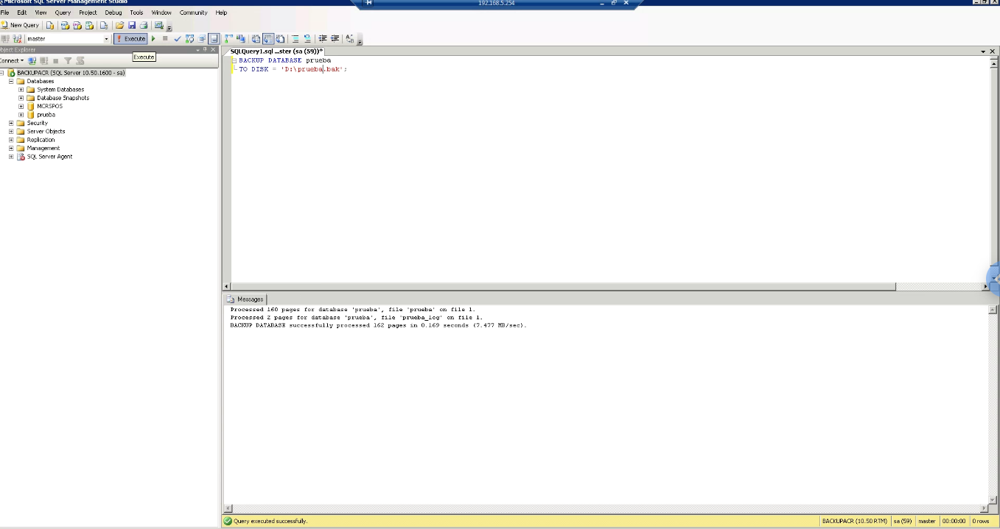 Microsoft SQL Server Management Studio
192.168.5.254
File Edit View Query Project Debug Tools Window Community Help
New Query
master
Execute
Object Explorer
Connect
Execute
SQLQuery1.sql ...ster (sa (59))*
BACKUP DATABASE prueba
TO DISK = 'D:\prueba.bak';
BACKUPACR (SQL Server 10.50.1600 - sa)
Databases
System Databases
Database Snapshots
MCRSPOS
prueba
Security
Server Objects
Replication
Management
SQL Server Agent
Messages
Processed 160 pages for database 'prueba', file 'prueba' on file 1.
Processed 2 pages for database 'prueba', file 'prueba_log' on file 1.
BACKUP DATABASE successfully processed 162 pages in 0.169 seconds (7.477 MB/sec).
Query executed successfully.
BACKUPACR (10.50 RTM) sa (59) master 00:00:00 0 rows